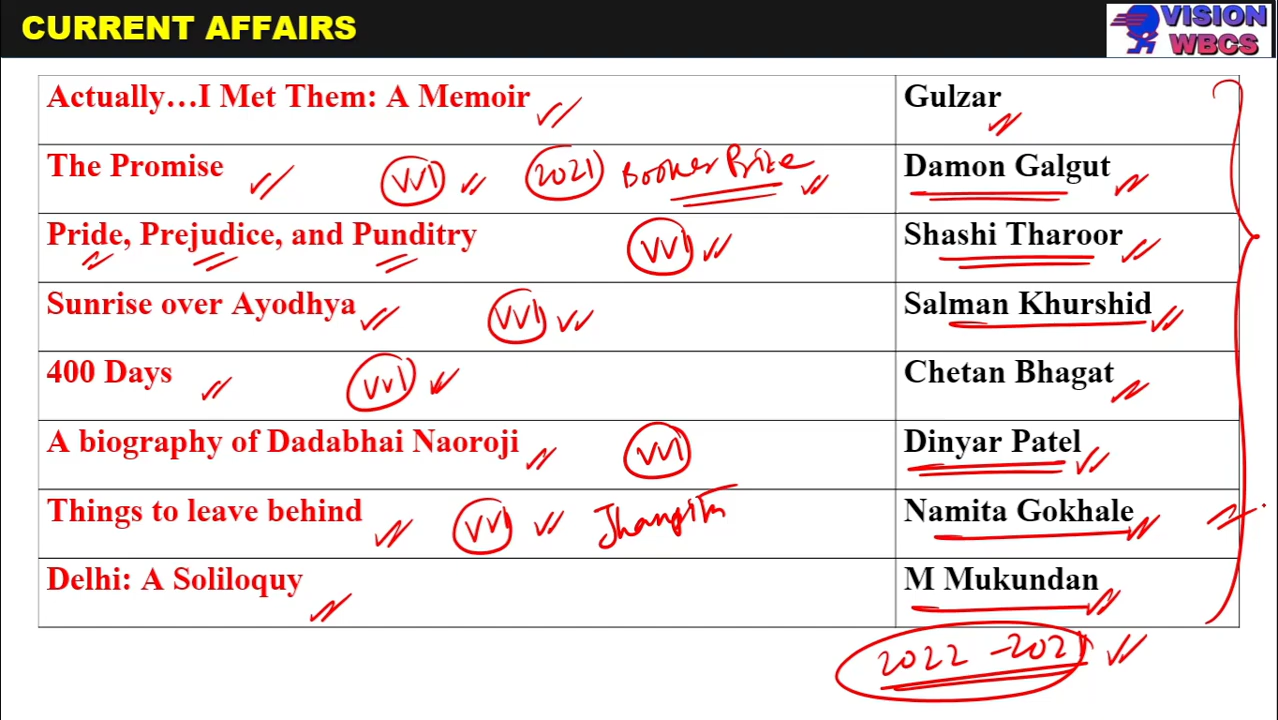 CURRENT AFFAIRS
VISION
WBCS
Actually…I Met Them: A Memoir Gulzar
The Promise VVI 2021 Booker Prize Damon Galgut
Pride, Prejudice, and Punditry VVI Shashi Tharoor
Sunrise over Ayodhya VVI Salman Khurshid
400 Days VVI Chetan Bhagat
A biography of Dadabhai Naoroji VVI Dinyar Patel
Things to leave behind VVI Namita Gokhale
Delhi: A Soliloquy M Mukundan
2022 - 2021